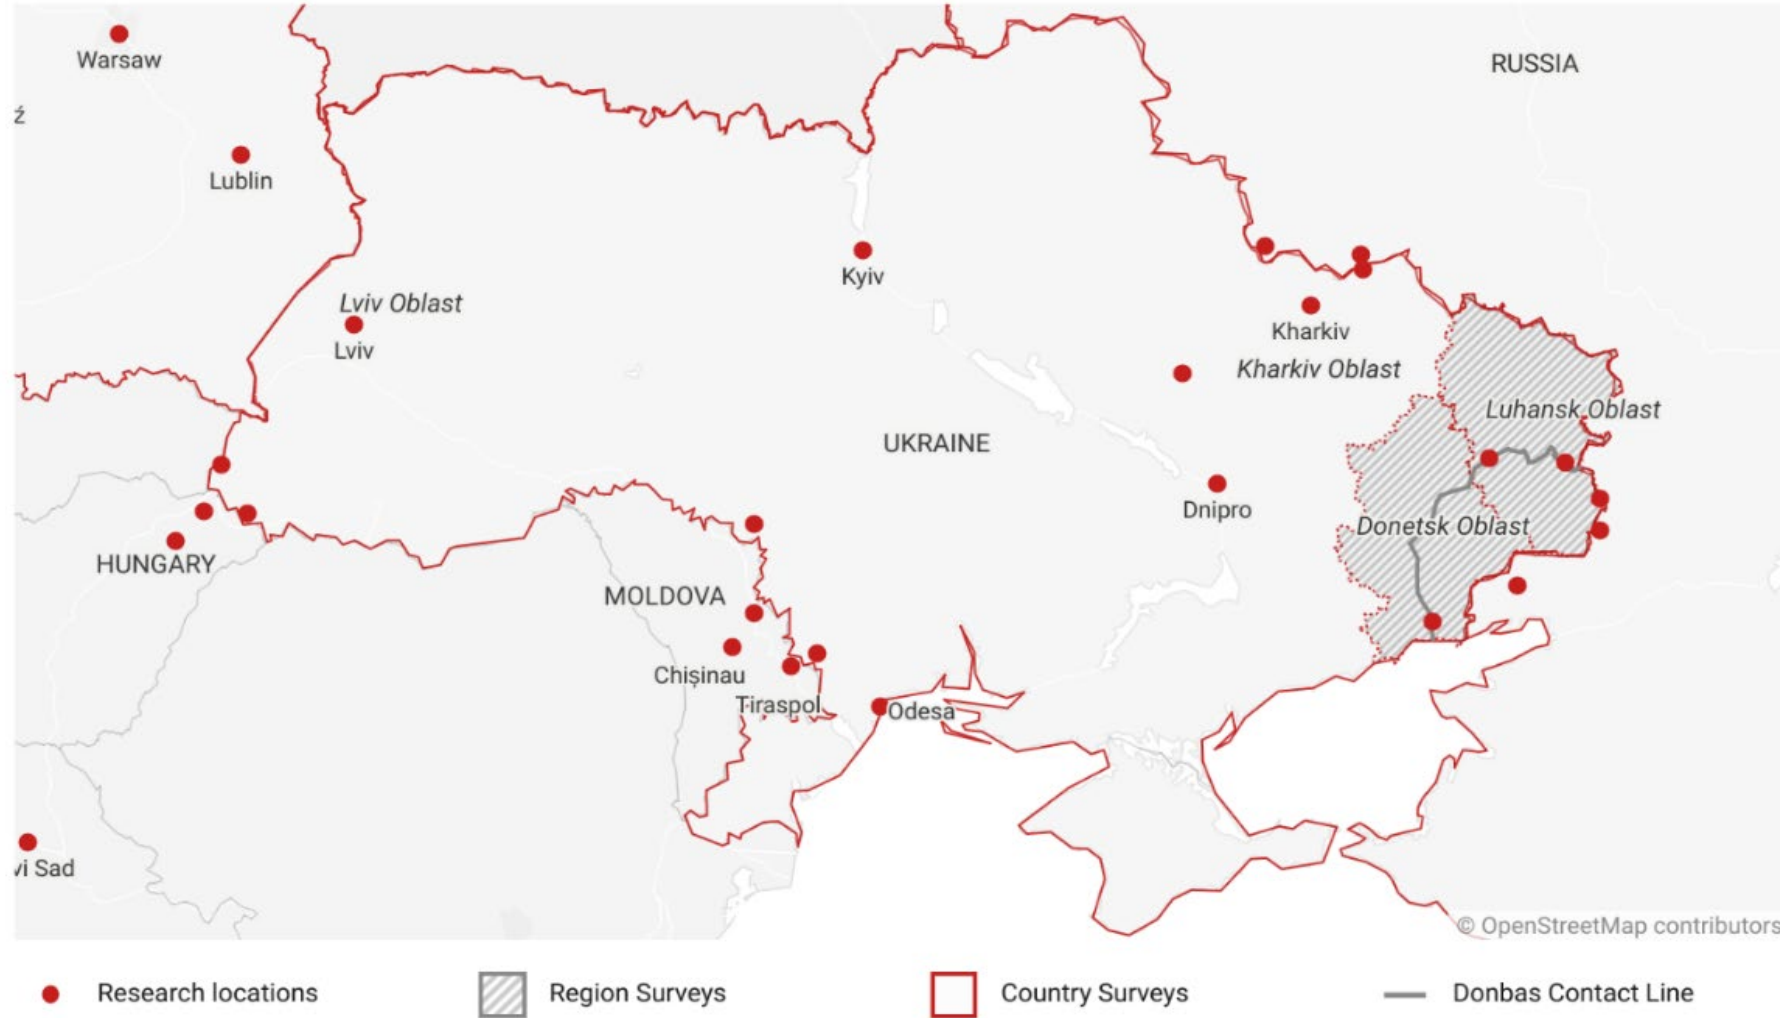 Warsaw
RUSSIA
ź
Lublin
Kyiv
Lviv Oblast
Lviv
Kharkiv
Kharkiv Oblast
Luhansk Oblast
UKRAINE
Dnipro
Donetsk Oblast
HUNGARY
MOLDOVA
Chișinau
Tiraspol
Odesa
vi Sad
© OpenStreetMap contributors
Research locations
Region Surveys
Country Surveys
Donbas Contact Line